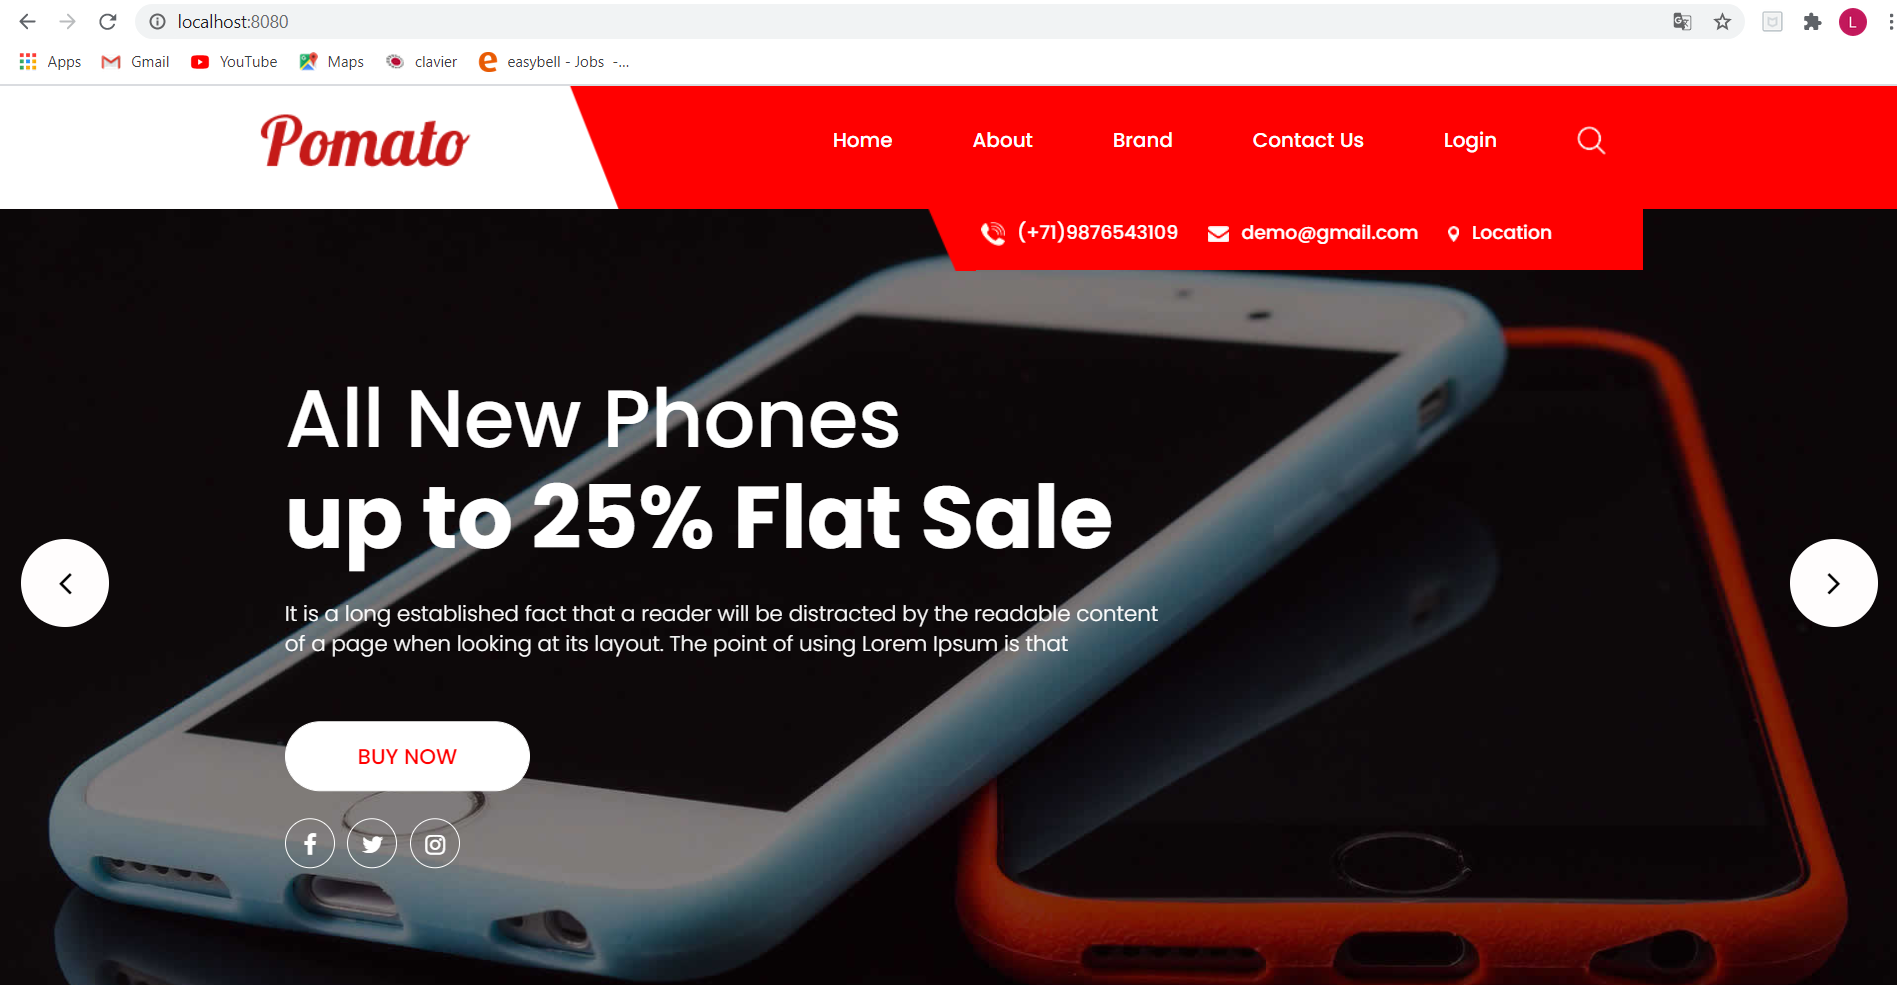 localhost:8080
Apps Gmail YouTube Maps clavier easybell - Jobs -...
L
Pomato
Home About Brand Contact Us Login
(+71)9876543109 demo@gmail.com Location
All New Phones
up to 25% Flat Sale
It is a long established fact that a reader will be distracted by the readable content
of a page when looking at its layout. The point of using Lorem Ipsum is that
BUY NOW